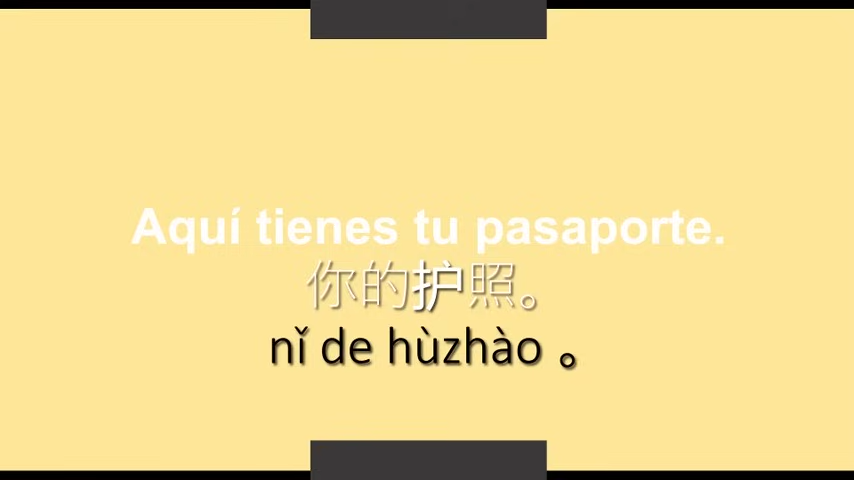 Aquí tienes tu pasaporte.
你的护照。
nǐ de hùzhào 。